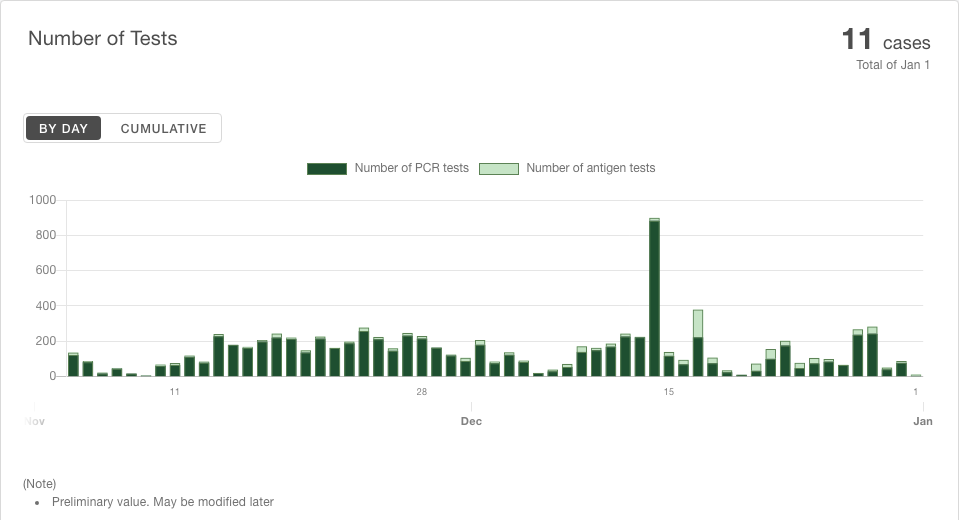 Number of Tests
11 cases
Total of Jan 1
BY DAY CUMULATIVE
Number of PCR tests Number of antigen tests
1000
800
600
400
200
0
11 28 15 1
Nov Dec Jan
(Note)
• Preliminary value. May be modified later